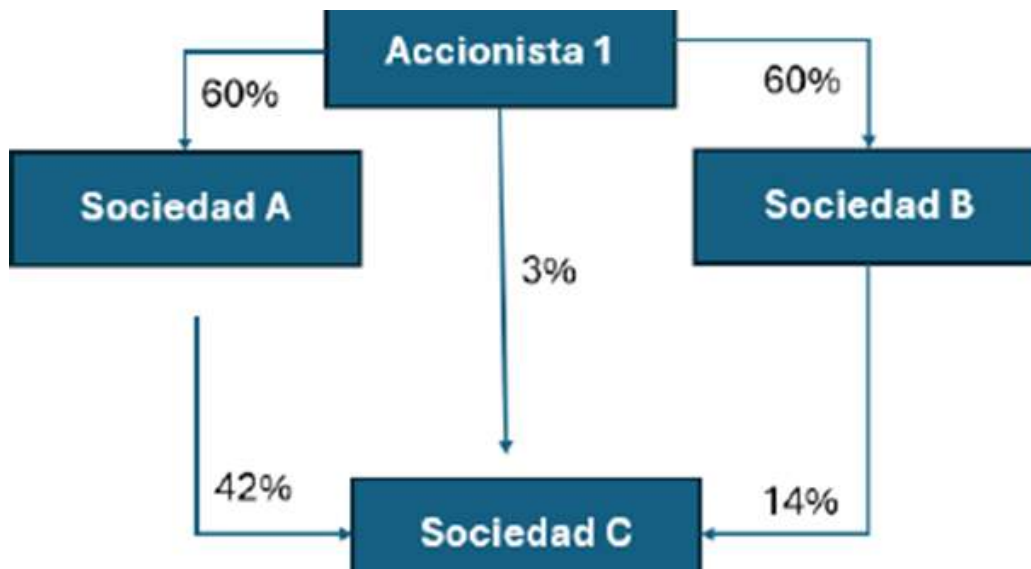 Accionista 1
60%
60%
Sociedad A
Sociedad B
3%
42%
14%
Sociedad C